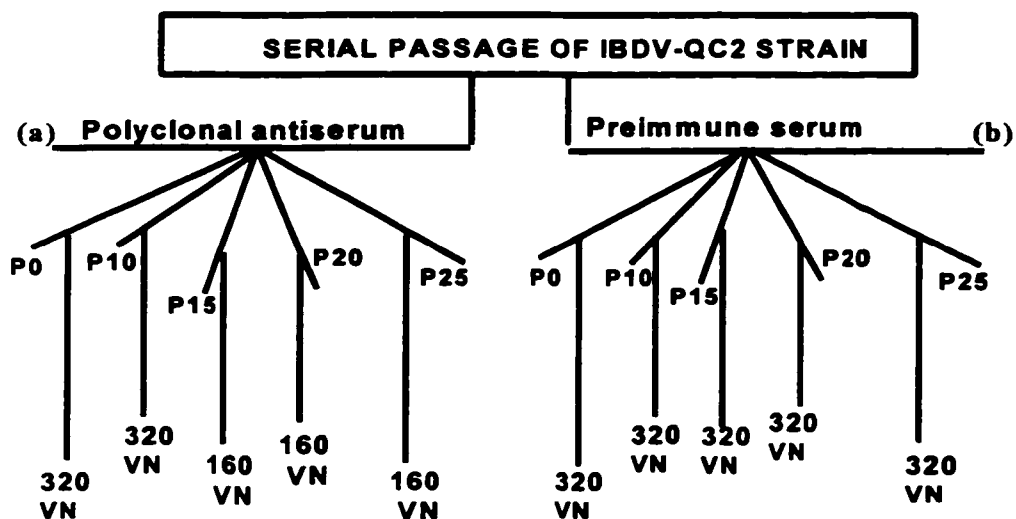 SERIAL PASSAGE OF IBDV-QC2 STRAIN
(a) Polyclonal antiserum
Preimmune serum (b)
P0
P10
P15
P20
P25
320
VN
320
VN
160
VN
160
VN
160
VN
P0
P10
P15
P20
P25
320
VN
320
VN
320
VN
320
VN
320
VN